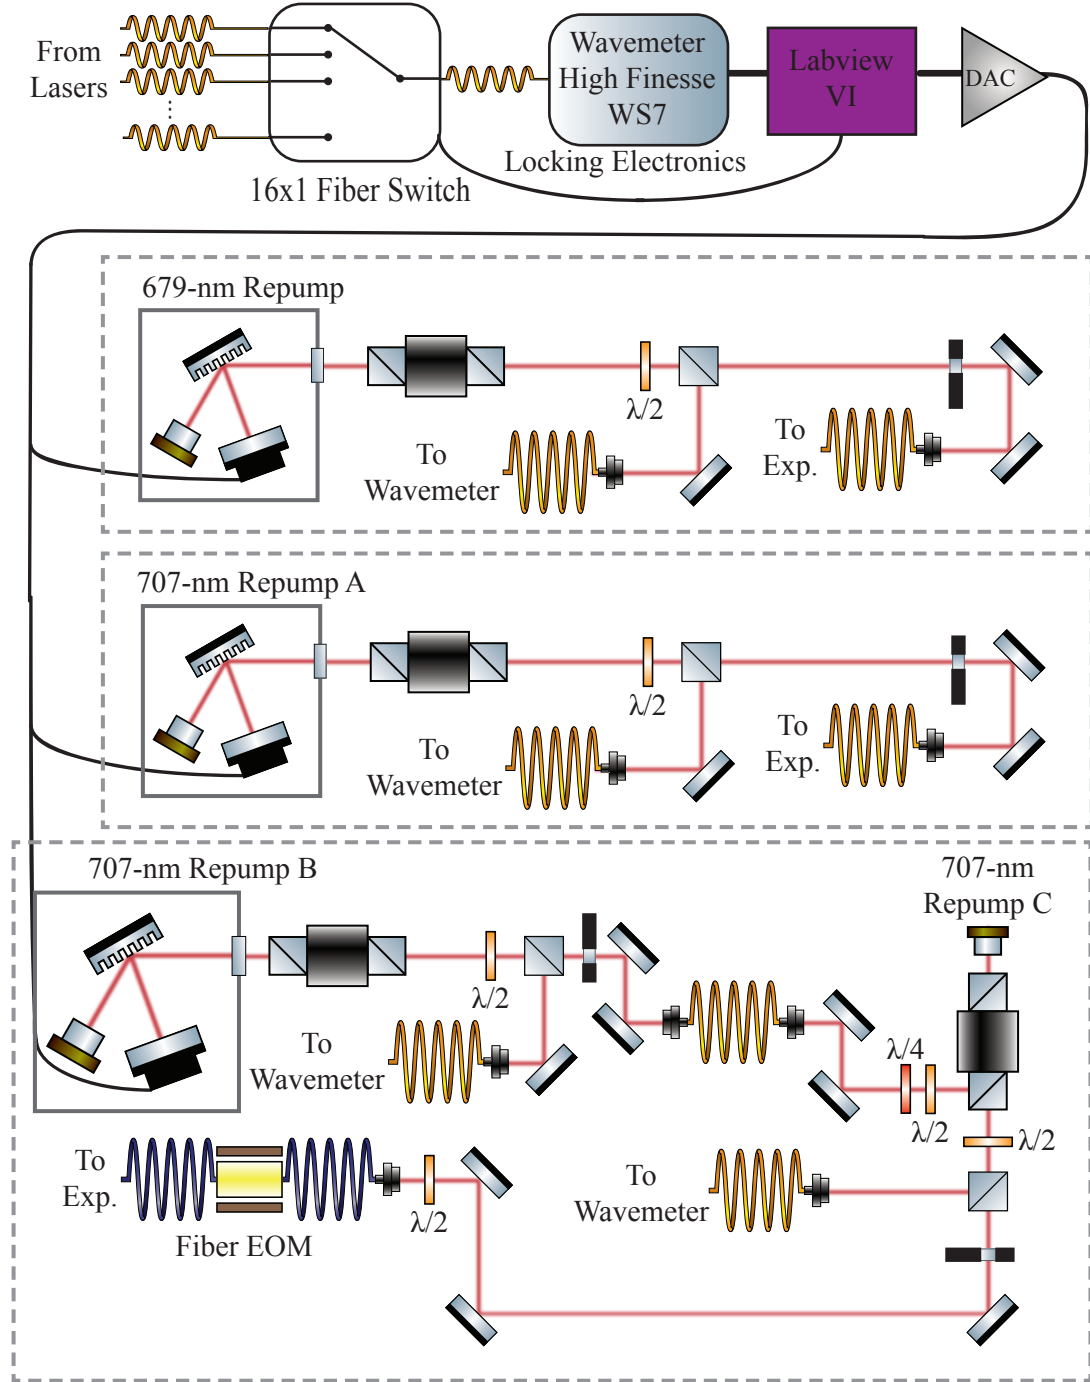 From
Lasers
16x1 Fiber Switch
Wavemeter
High Finesse
WS7
Locking Electronics
Labview
VI
DAC
679-nm Repump
λ/2
To
Wavemeter
To
Exp.
707-nm Repump A
λ/2
To
Wavemeter
To
Exp.
707-nm Repump B
707-nm
Repump C
λ/2
To
Wavemeter
λ/4
λ/2
λ/2
To
Exp.
Fiber EOM
λ/2
To
Wavemeter